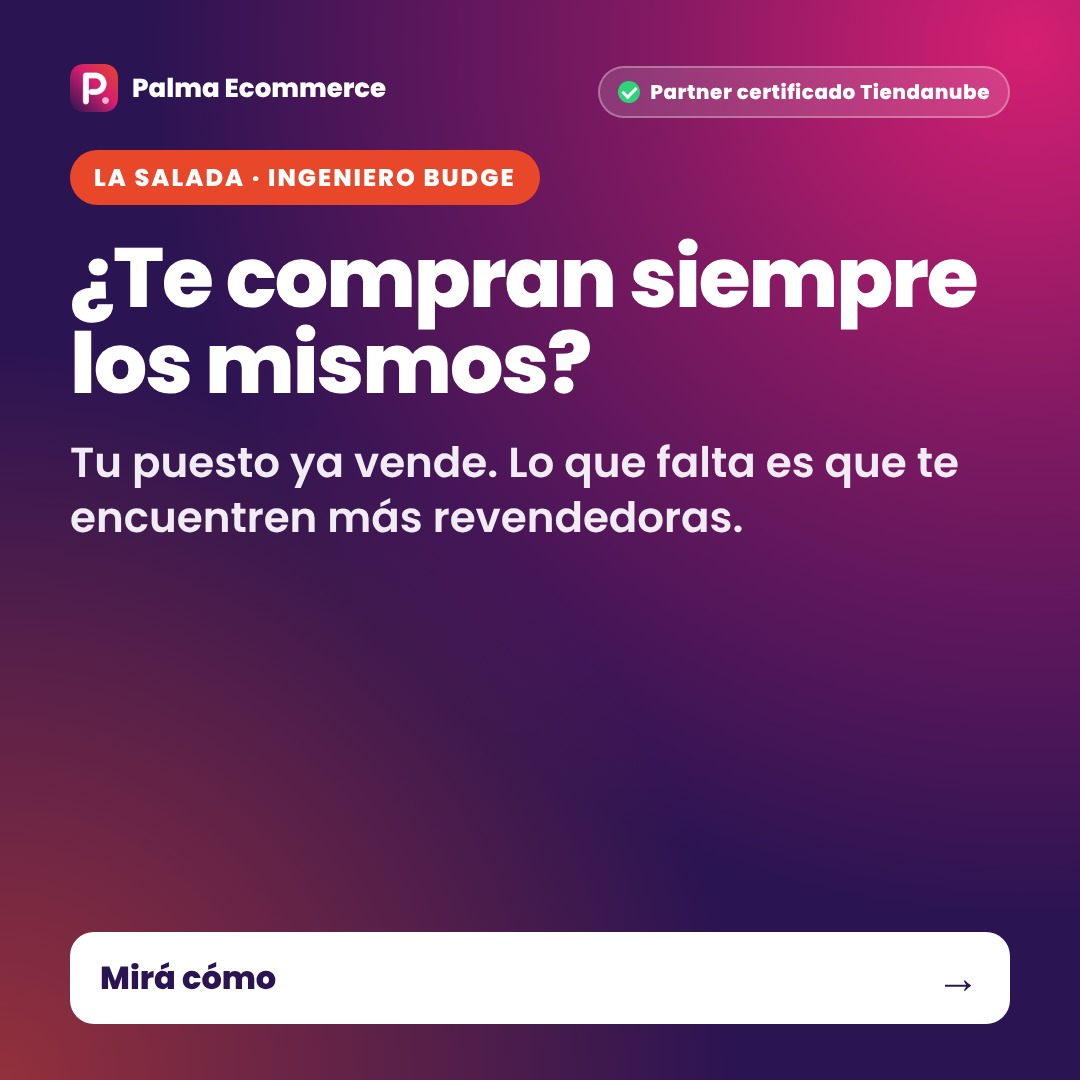 Palma Ecommerce
Partner certificado Tiendanube
LA SALADA · INGENIERO BUDGE
¿Te compran siempre
los mismos?
Tu puesto ya vende. Lo que falta es que te
encuentren más revendedoras.
Mirá cómo →